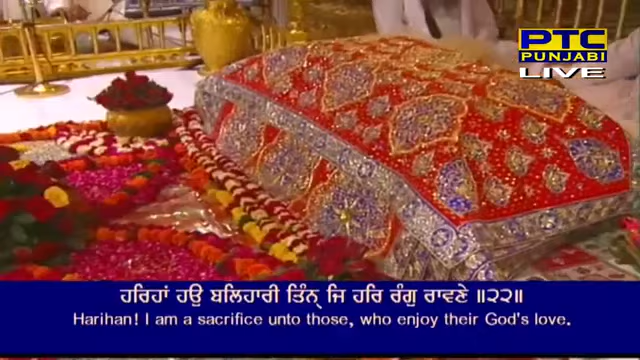 PTC
PUNJABI
LIVE
ਹਰਿਹਾਂ ਹਉ ਬਲਿਹਾਰੀ ਤਿੰਨੑ ਜਿ ਹਰਿ ਰੰਗੁ ਰਾਵਣੇ ॥੨੨॥
Harihan! I am a sacrifice unto those, who enjoy their God's love.